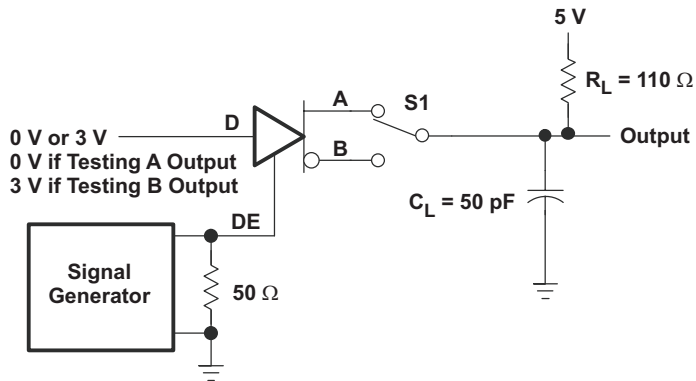 5 V
R_L = 110 Ω
A
S1
D
0 V or 3 V
0 V if Testing A Output
3 V if Testing B Output
B
Output
C_L = 50 pF
DE
Signal
Generator
50 Ω